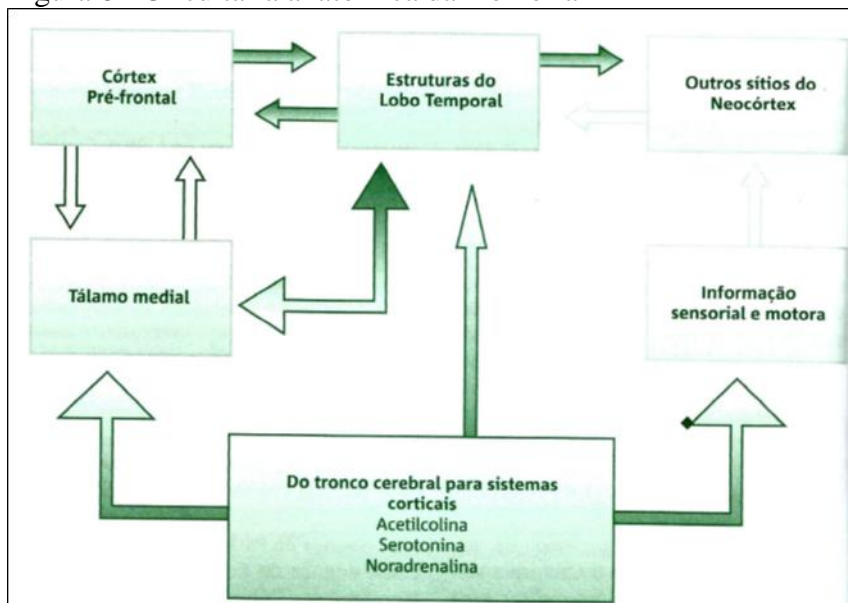 Córtex
Pré-frontal
Estruturas do
Lobo Temporal
Outros sítios do
Neocórtex
Tálamo medial
Informação
sensorial e motora
Do tronco cerebral para sistemas
corticais
Acetilcolina
Serotonina
Noradrenalina